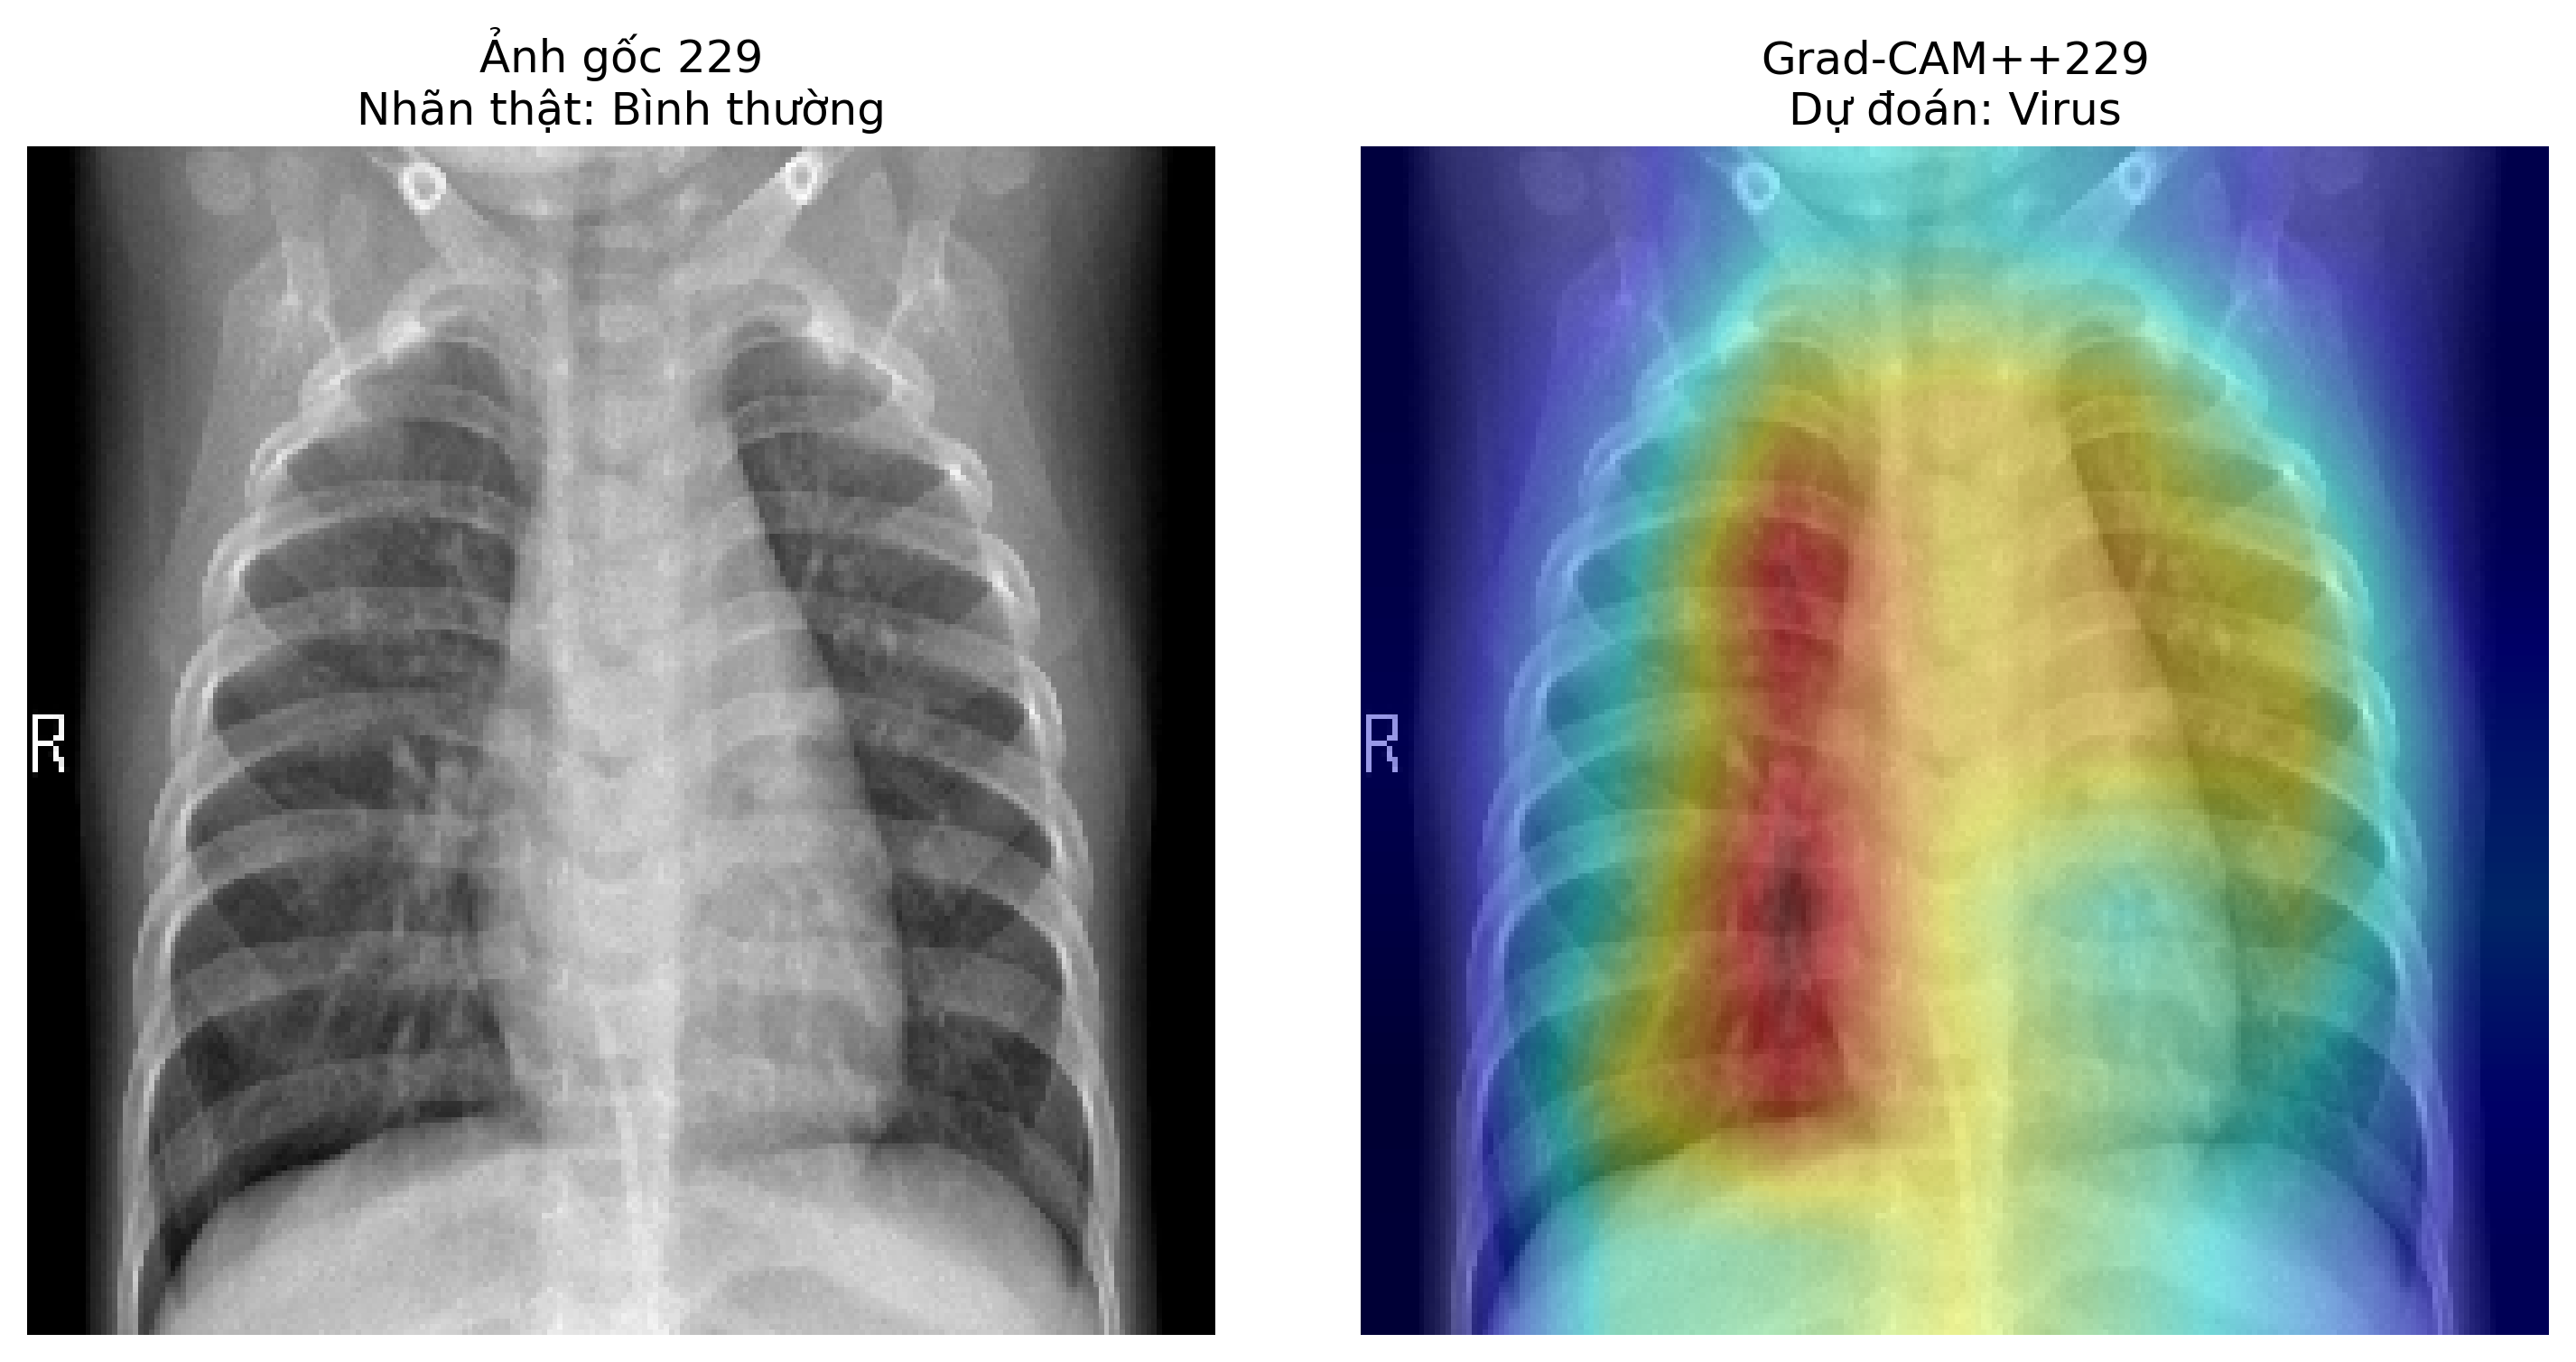 Ảnh gốc 229
Nhãn thật: Bình thường
Grad-CAM++229
Dự đoán: Virus
R
R